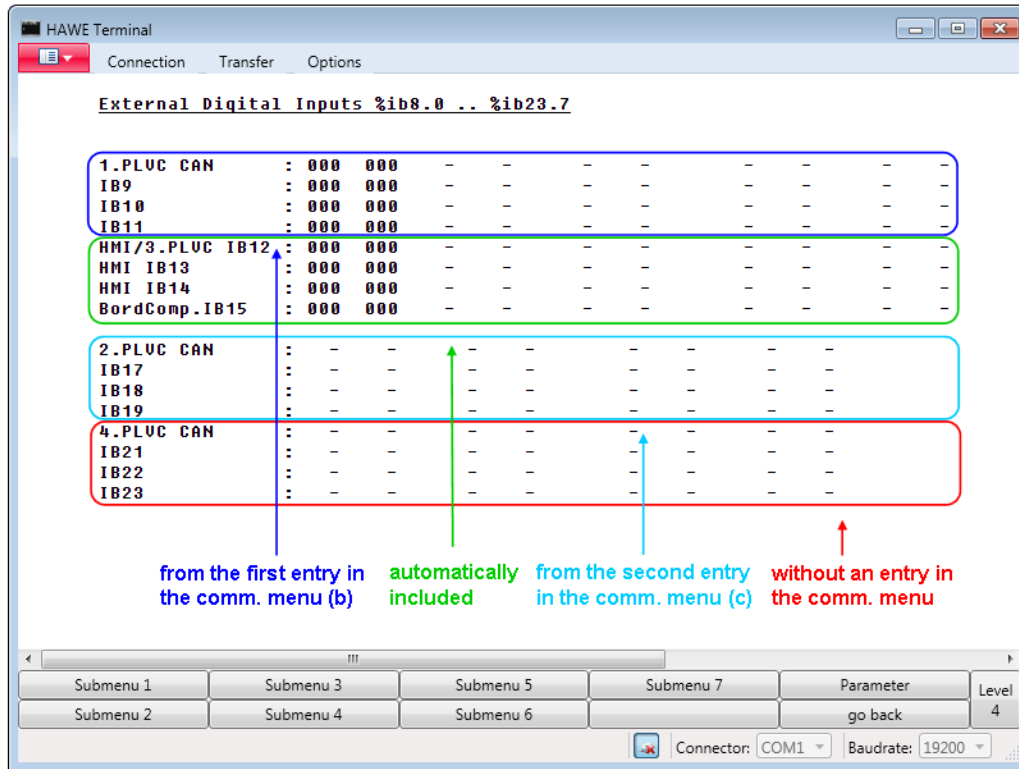 HAWE Terminal
Connection Transfer Options
External Digital Inputs %ib8.0 .. %ib23.7
1.PLVC CAN : 000 000 - - - - - - - -
IB9 : 000 000 - - - - - - - -
IB10 : 000 000 - - - - - - - -
IB11 : 000 000 - - - - - - - -
HMI/3.PLVC IB12 : 000 000 - - - - - - - -
HMI IB13 : 000 000 - - - - - - - -
HMI IB14 : 000 000 - - - - - - - -
BordComp.IB15 : 000 000 - - - - - - - -
2.PLVC CAN : - - - - - - - -
IB17 : - - - - - - - -
IB18 : - - - - - - - -
IB19 : - - - - - - - -
4.PLVC CAN : - - - - - - - -
IB21 : - - - - - - - -
IB22 : - - - - - - - -
IB23 : - - - - - - - -
from the first entry in
the comm. menu (b)
automatically
included
from the second entry
in the comm. menu (c)
without an entry in
the comm. menu
Submenu 1 Submenu 3 Submenu 5 Submenu 7 Parameter Level
Submenu 2 Submenu 4 Submenu 6 go back 4
Connector: COM1 Baudrate: 19200